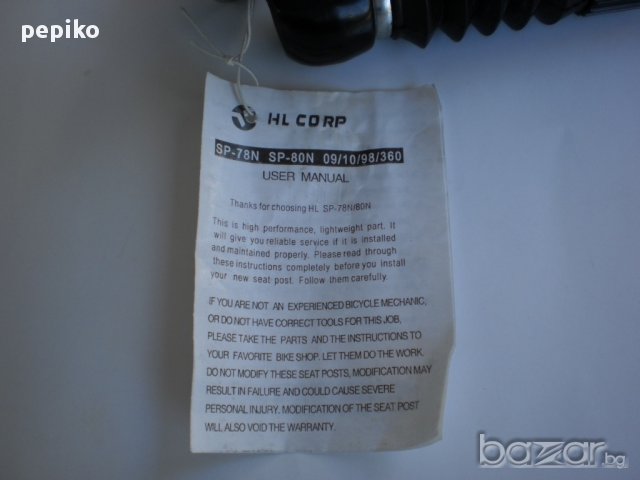 pepiko
HL CORP
SP-78N SP-80N 09/10/98/360
USER MANUAL
Thanks for choosing HL SP-78N/80N
This is high performance, lightweight part. It
will give you reliable service if it is installed
and maintained properly. Please read through
these instructions completely before you install
your new seat post. Follow them carefully.
IF YOU ARE NOT AN EXPERIENCED BICYCLE MECHANIC,
OR DO NOT HAVE CORRECT TOOLS FOR THIS JOB,
PLEASE TAKE THE PARTS AND THE INSTRUCTIONS TO
YOUR FAVORITE BIKE SHOP. LET THEM DO THE WORK.
DO NOT MODIFY THESE SEAT POSTS, MODIFICATION MAY
RESULT IN FAILURE AND COULD CAUSE SEVERE
PERSONAL INJURY. MODIFICATION OF THE SEAT POST
WILL ALSO VOID THE WARRANTY.
bazar.bg